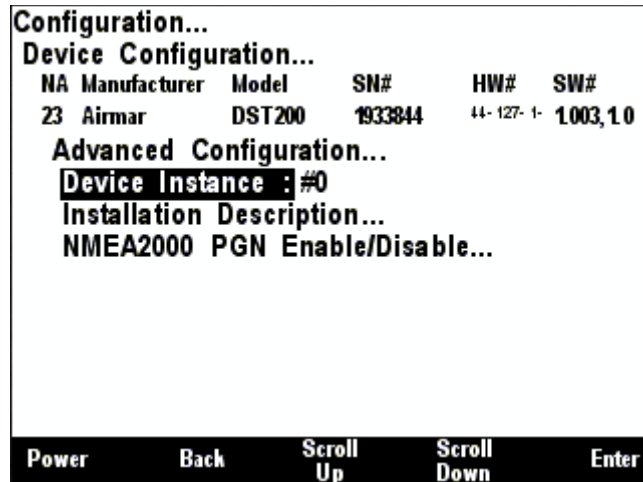 Configuration...
Device Configuration...
NA Manufacturer Model SN# HW# SW#
23 Airmar DST200 1933844 44-127-1- 1.003, 1.0
Advanced Configuration...
Device Instance : #0
Installation Description...
NMEA2000 PGN Enable/Disable...
Power Back Scroll Up Scroll Down Enter